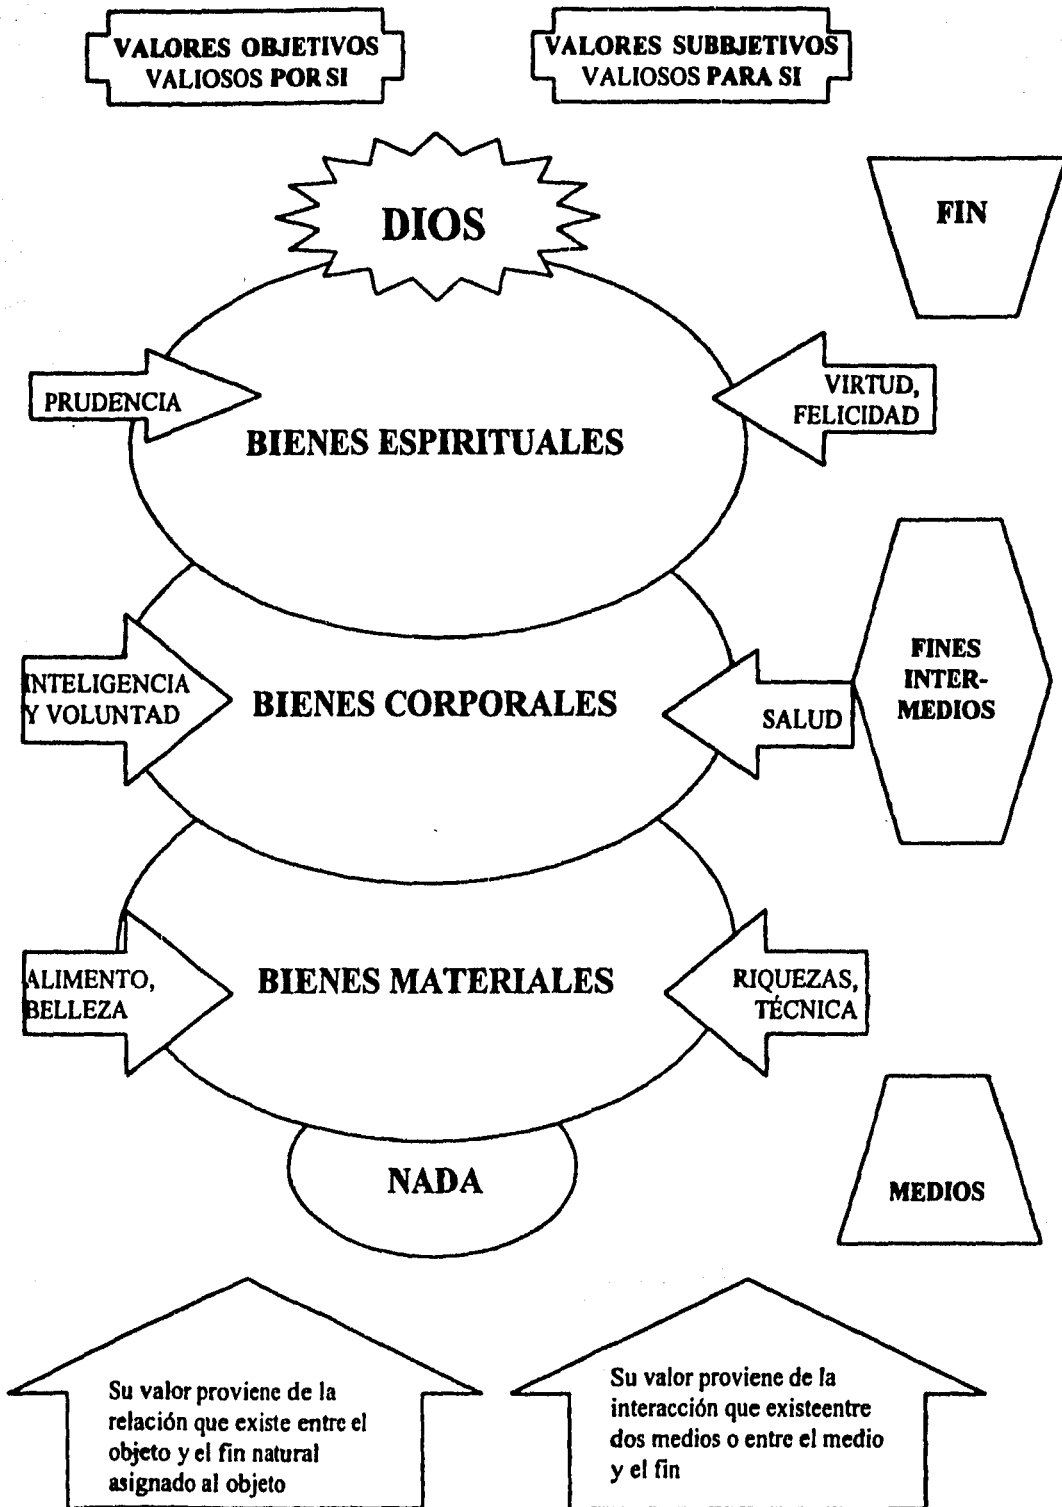 VALORES OBJETIVOS
VALIOSOS POR SI
VALORES SUBBJETIVOS
VALIOSOS PARA SI
DIOS
FIN
PRUDENCIA
VIRTUD,
FELICIDAD
BIENES ESPIRITUALES
INTELIGENCIA
Y VOLUNTAD
BIENES CORPORALES
SALUD
FINES
INTER-
MEDIOS
ALIMENTO,
BELLEZA
BIENES MATERIALES
RIQUEZAS,
TÉCNICA
NADA
MEDIOS
Su valor proviene de la
relación que existe entre el
objeto y el fin natural
asignado al objeto
Su valor proviene de la
interacción que existeentre
dos medios o entre el medio
y el fin